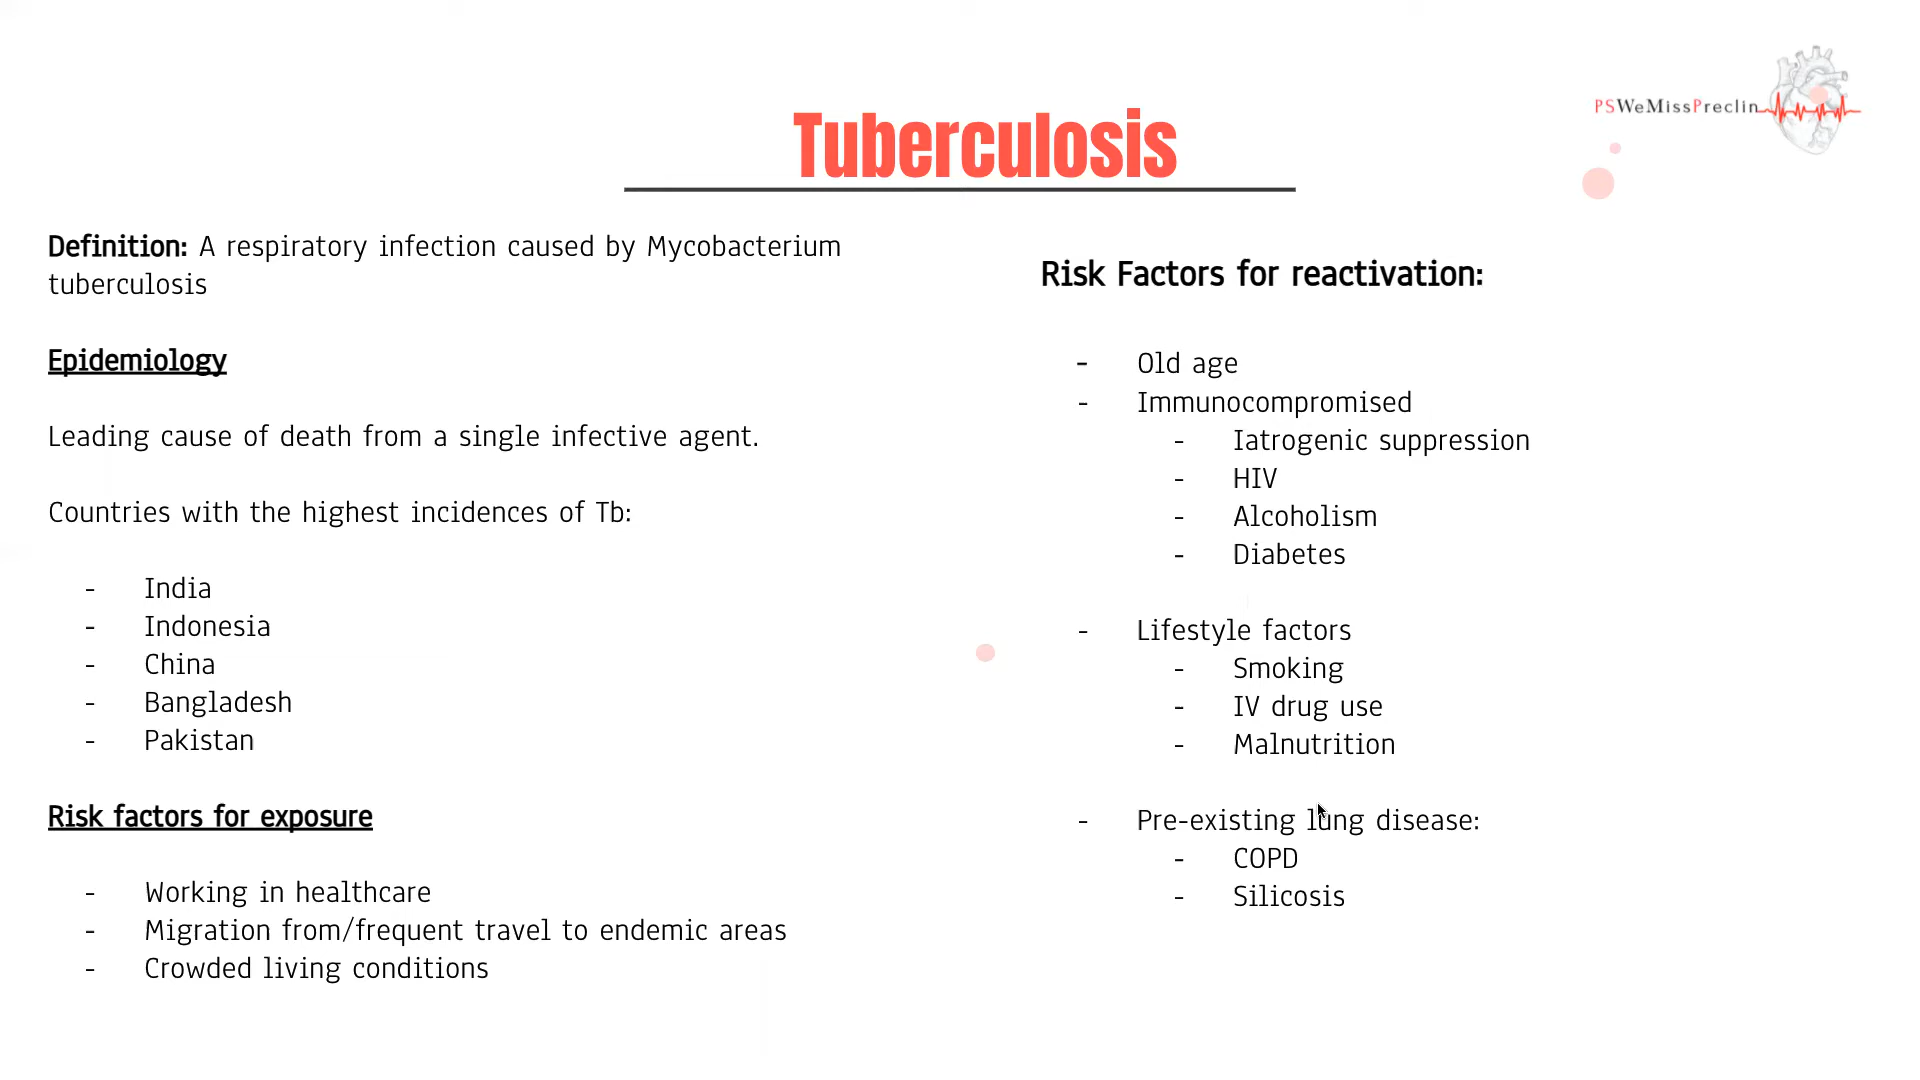 PSWeMissPreclin
Tuberculosis
Definition: A respiratory infection caused by Mycobacterium
tuberculosis
Epidemiology
Leading cause of death from a single infective agent.
Countries with the highest incidences of Tb:
- India
- Indonesia
- China
- Bangladesh
- Pakistan
Risk factors for exposure
- Working in healthcare
- Migration from/frequent travel to endemic areas
- Crowded living conditions
Risk Factors for reactivation:
- Old age
- Immunocompromised
- Iatrogenic suppression
- HIV
- Alcoholism
- Diabetes
- Lifestyle factors
- Smoking
- IV drug use
- Malnutrition
- Pre-existing lung disease:
- COPD
- Silicosis